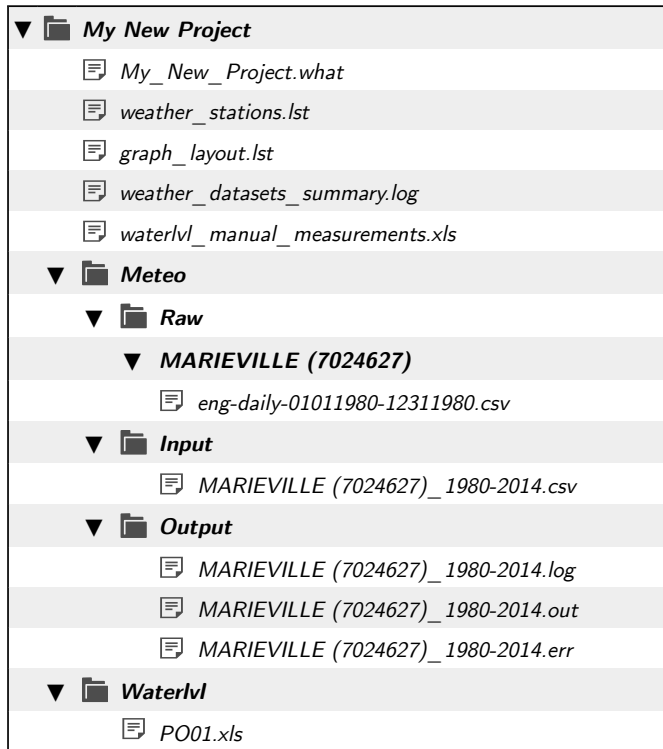 My New Project
My_New_Project.what
weather_stations.lst
graph_layout.lst
weather_datasets_summary.log
waterlvl_manual_measurements.xls
Meteo
Raw
MARIEVILLE (7024627)
eng-daily-01011980-12311980.csv
Input
MARIEVILLE (7024627)_1980-2014.csv
Output
MARIEVILLE (7024627)_1980-2014.log
MARIEVILLE (7024627)_1980-2014.out
MARIEVILLE (7024627)_1980-2014.err
Waterlvl
PO01.xls